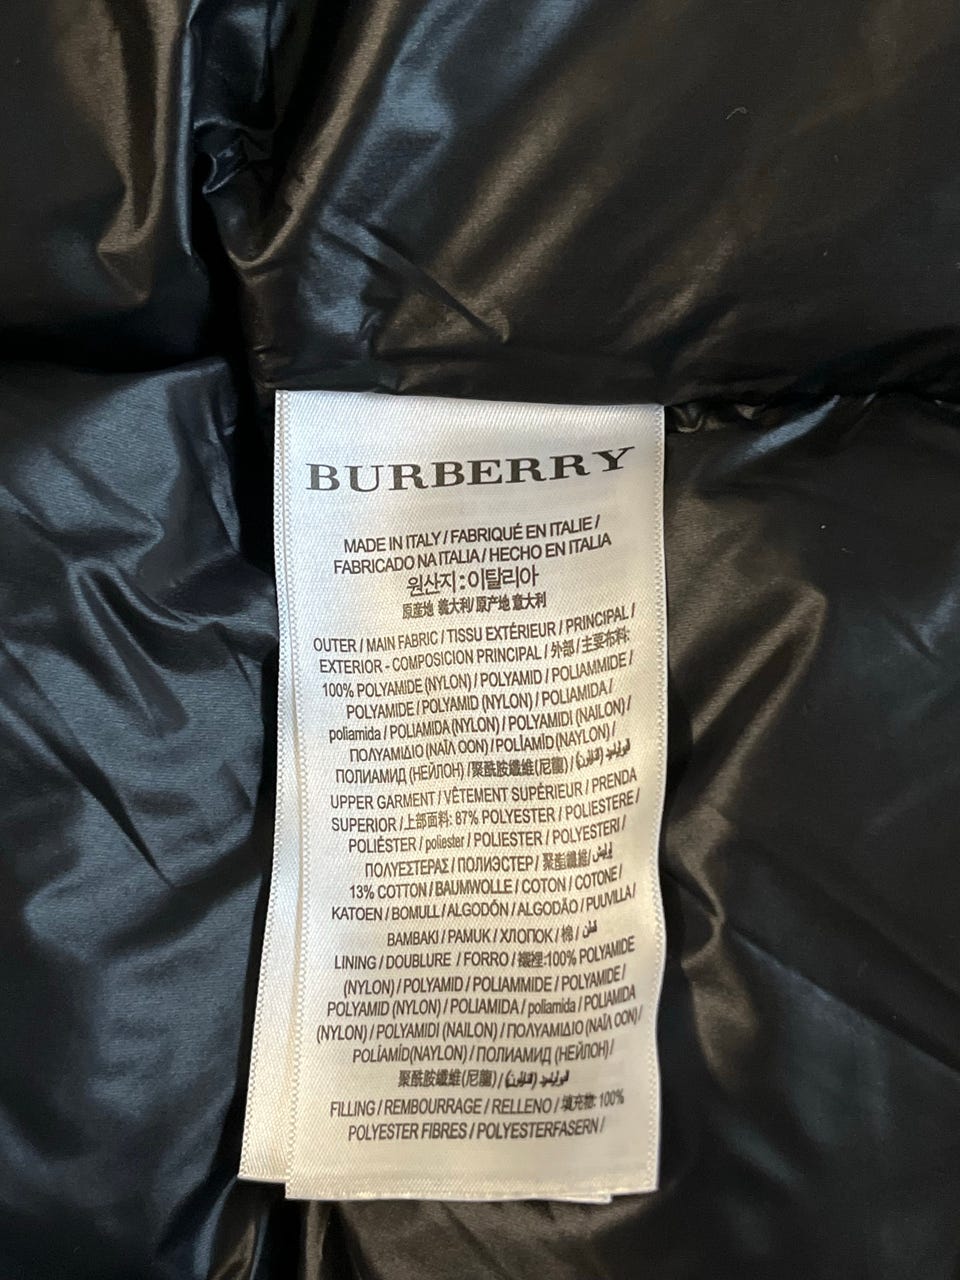 BURBERRY
MADE IN ITALY / FABRIQUÉ EN ITALIE /
FABRICADO NA ITALIA / HECHO EN ITALIA
원산지 : 이탈리아
原産地 義大利/ 原产地 意大利
OUTER / MAIN FABRIC / TISSU EXTÉRIEUR / PRINCIPAL /
EXTERIOR - COMPOSICION PRINCIPAL / 外部 / 主要布料:
100% POLYAMIDE (NYLON) / POLYAMID / POLIAMMIDE /
POLYAMIDE / POLYAMID (NYLON) / POLIAMIDA /
poliamida / POLIAMIDA (NYLON) / POLYAMIDI (NAILON) /
ΠΟΛΥΑΜΙΔΙΟ (ΝΑΪΛ ΟΟΝ) / POLÍAMÍD (NAYLON) /
ПОЛИАМИД (НЕЙЛОН) /聚酰胺纖維(尼龍) /
UPPER GARMENT / VÊTEMENT SUPÉRIEUR / PRENDA
SUPERIOR /上部面料: 87% POLYESTER / POLIESTERE /
POLIÉSTER / poliester / POLIESTER / POLYESTERI /
ΠΟΛΥΕΣΤΕΡΑΣ / ПОЛИЭСТЕР / 聚酯纖維/
13% COTTON / BAUMWOLLE / COTON / COTONE /
KATOEN / BOMULL / ALGODÓN / ALGODÃO / PUUVILLA /
BAMBAKI / PAMUK / ХЛОПОК / 棉 / قطن
LINING / DOUBLURE / FORRO / 襯裡:100% POLYAMIDE
(NYLON) / POLYAMID / POLIAMMIDE / POLYAMIDE /
POLYAMID (NYLON) / POLIAMIDA / poliamida / POLIAMIDA
(NYLON) / POLYAMIDI (NAILON) / ΠΟΛΥΑΜΙΔΙΟ (ΝΑΪΛ ΟΟΝ) /
POLÍAMÍD(NAYLON) / ПОЛИАМИД (НЕЙЛОН) /
聚酰胺纖維(尼龍) /
FILLING / REMBOURRAGE / RELLENO / 填充物: 100%
POLYESTER FIBRES / POLYESTERFASERN /